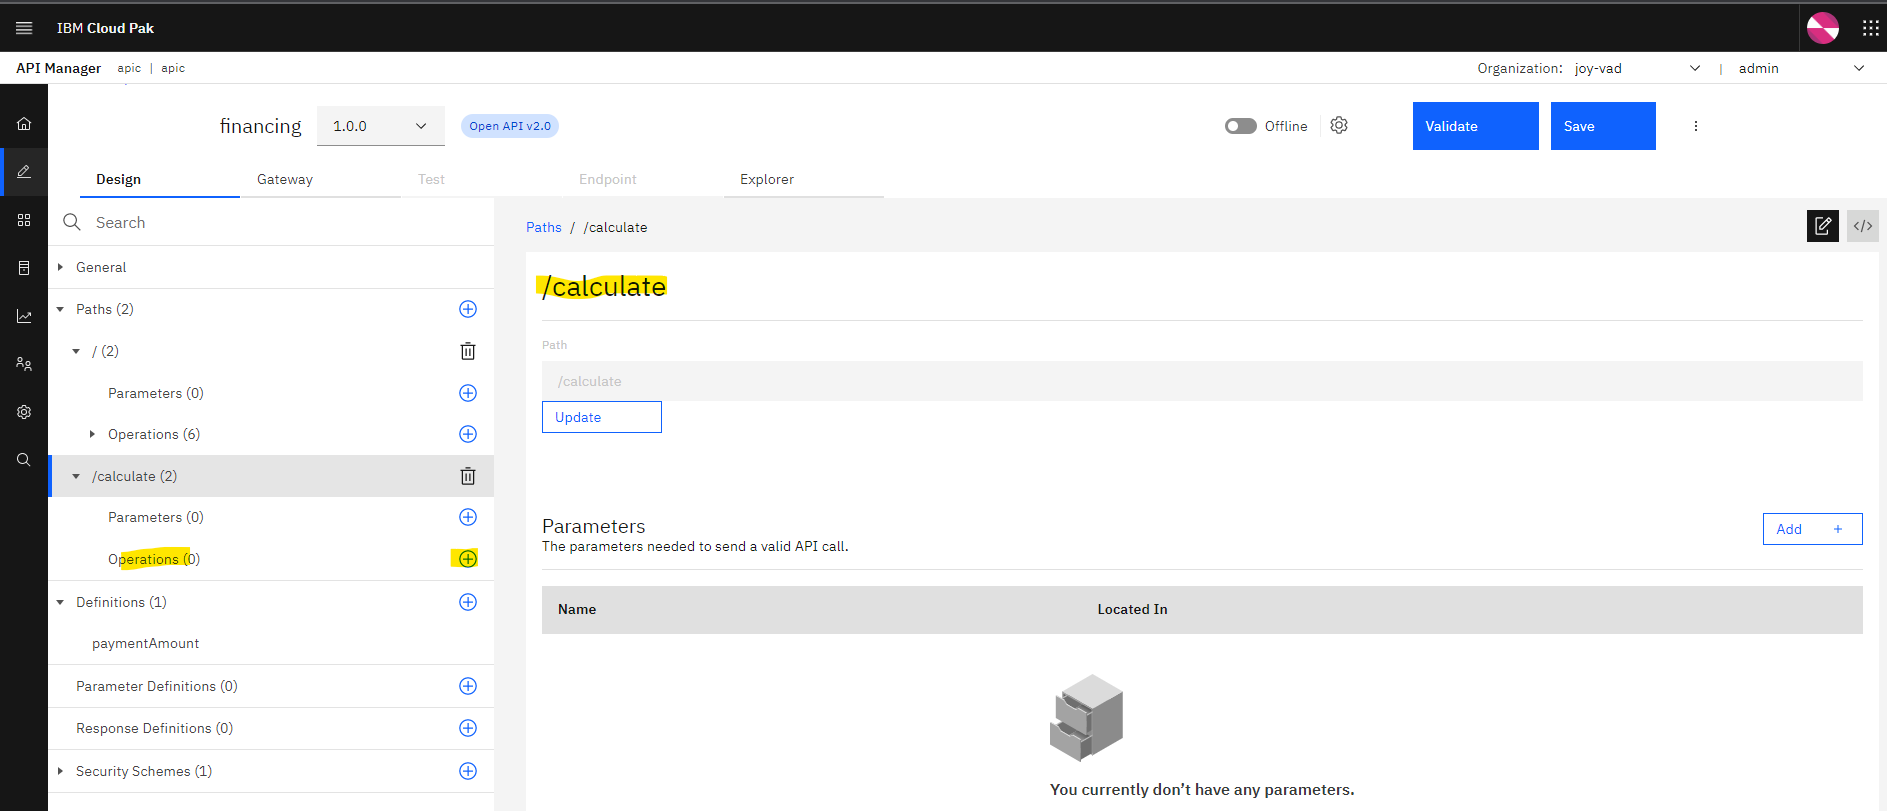 IBM Cloud Pak
API Manager apic | apic Organization: joy-vad | admin
financing 1.0.0 Open API v2.0 Offline Validate Save
Design Gateway Test Endpoint Explorer
Search
General
Paths (2)
/ (2)
Parameters (0)
Operations (6)
/calculate (2)
Parameters (0)
Operations (0)
Definitions (1)
paymentAmount
Parameter Definitions (0)
Response Definitions (0)
Security Schemes (1)
Paths / /calculate </>
/calculate
Path
/calculate
Update
Parameters
The parameters needed to send a valid API call.
Add +
Name Located In
You currently don't have any parameters.